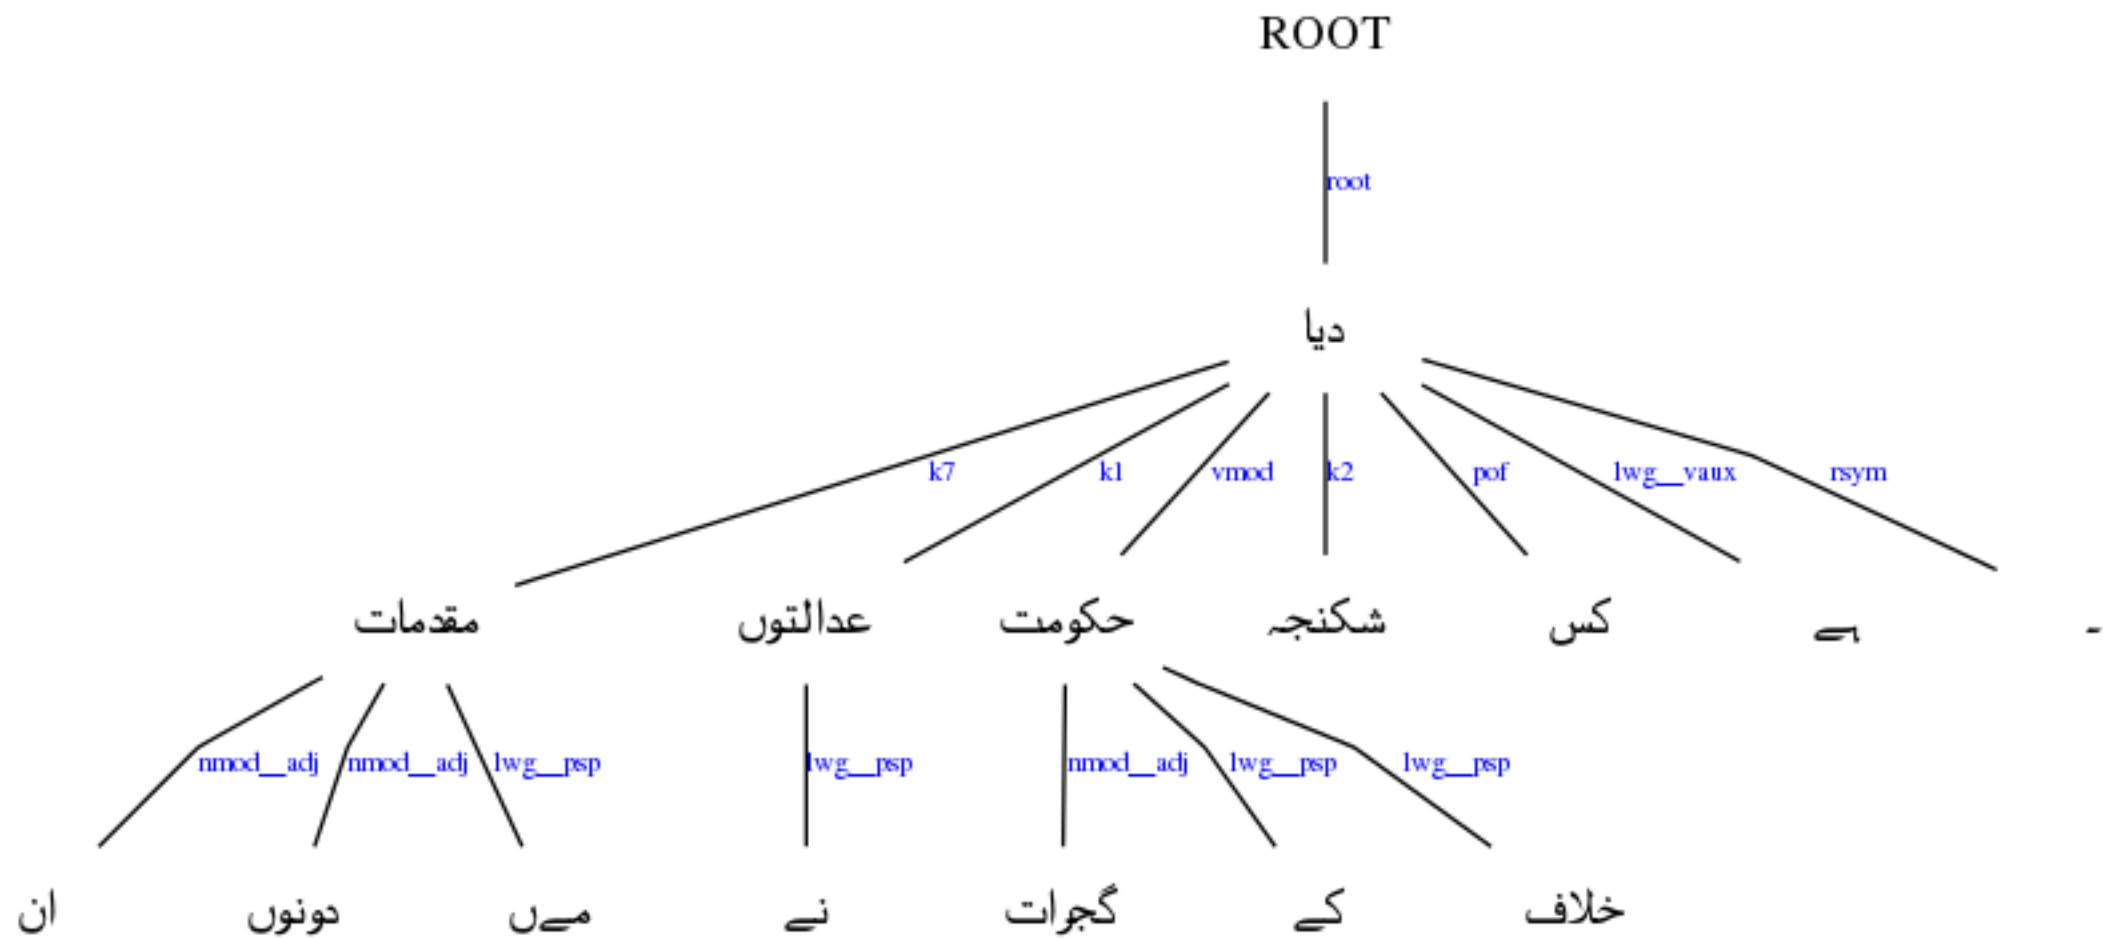 ROOT
root
دیا
k7 k1 vmod k2 pof lwg__vaux rsym
مقدمات عدالتوں حکومت شکنجہ کس ہے ۔
nmod__adj nmod__adj lwg__psp lwg__psp nmod__adj lwg__psp lwg__psp
ان دونوں مےں نے گجرات کے خلاف